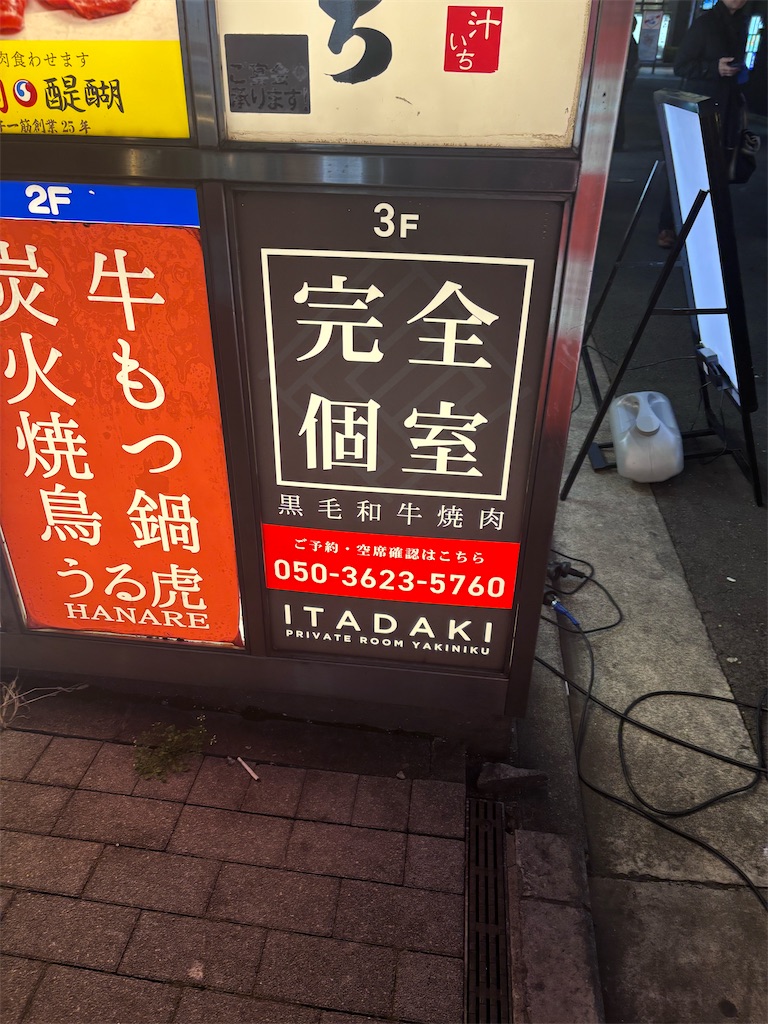 肉食わせます
醍醐
一筋創業25年
ち
汁
いち
ご宴会
承ります
2F
牛もつ鍋
炭火焼鳥
うる虎
HANARE
3F
完全
個室
黒毛和牛焼肉
ご予約・空席確認はこちら
050-3623-5760
ITADAKI
PRIVATE ROOM YAKINIKU